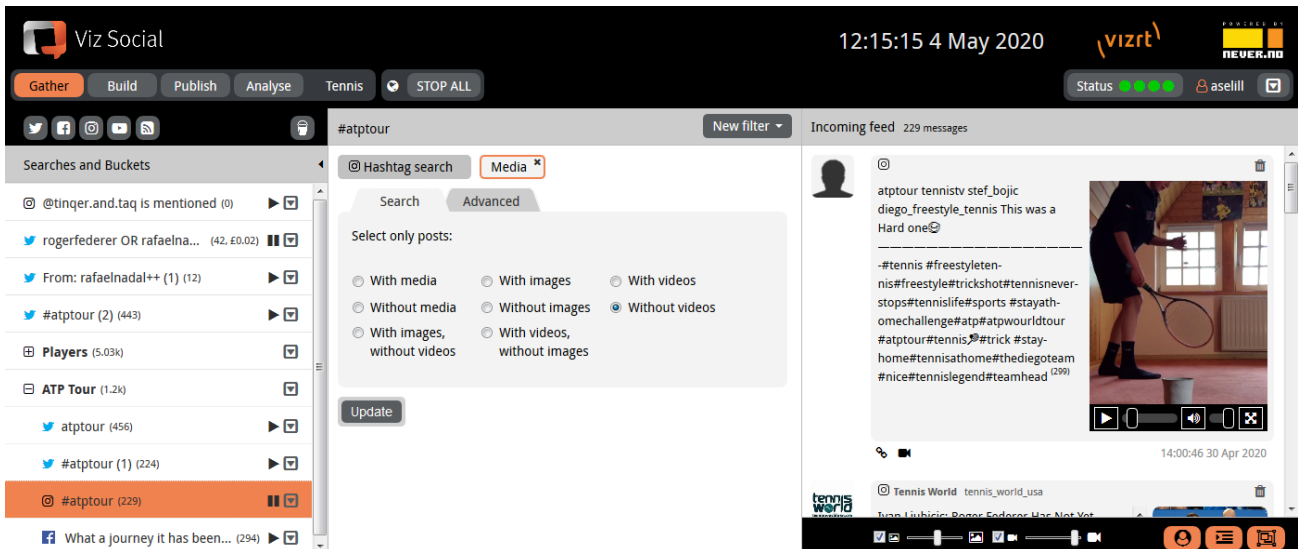 Viz Social
12:15:15 4 May 2020
vizrt
POWERED BY
NEVER.NO
Gather
Build
Publish
Analyse
Tennis
STOP ALL
Status
aselill
#atptour
New filter
Incoming feed 229 messages
Searches and Buckets
@tinqer.and.taq is mentioned (0)
rogerfederer OR rafaelna... (42, £0.02)
From: rafaelnadal++ (1) (12)
#atptour (2) (443)
Players (5.03k)
ATP Tour (1.2k)
atptour (456)
#atptour (1) (224)
#atptour (229)
What a journey it has been... (294)
Hashtag search
Media
Search
Advanced
Select only posts:
With media
With images
With videos
Without media
Without images
Without videos
With images,
without videos
With videos,
without images
Update
atptour tennistv stef_bojic
diego_freestyle_tennis This was a
Hard one😂
—————————————————
-#tennis #freestyleten-
nis#freestyle#trickshot#tennisnever-
stops#tennislife#sports #stayath-
omechallenge#atp#atpwourldtour
#atptour#tennis🎾#trick #stay-
home#tennisathome#thediegoteam
#nice#tennislegend#teamhead (299)
14:00:46 30 Apr 2020
tennis
world
Tennis World tennis_world_usa
Ivan Ljubicic: Roger Federer Has Not Yet